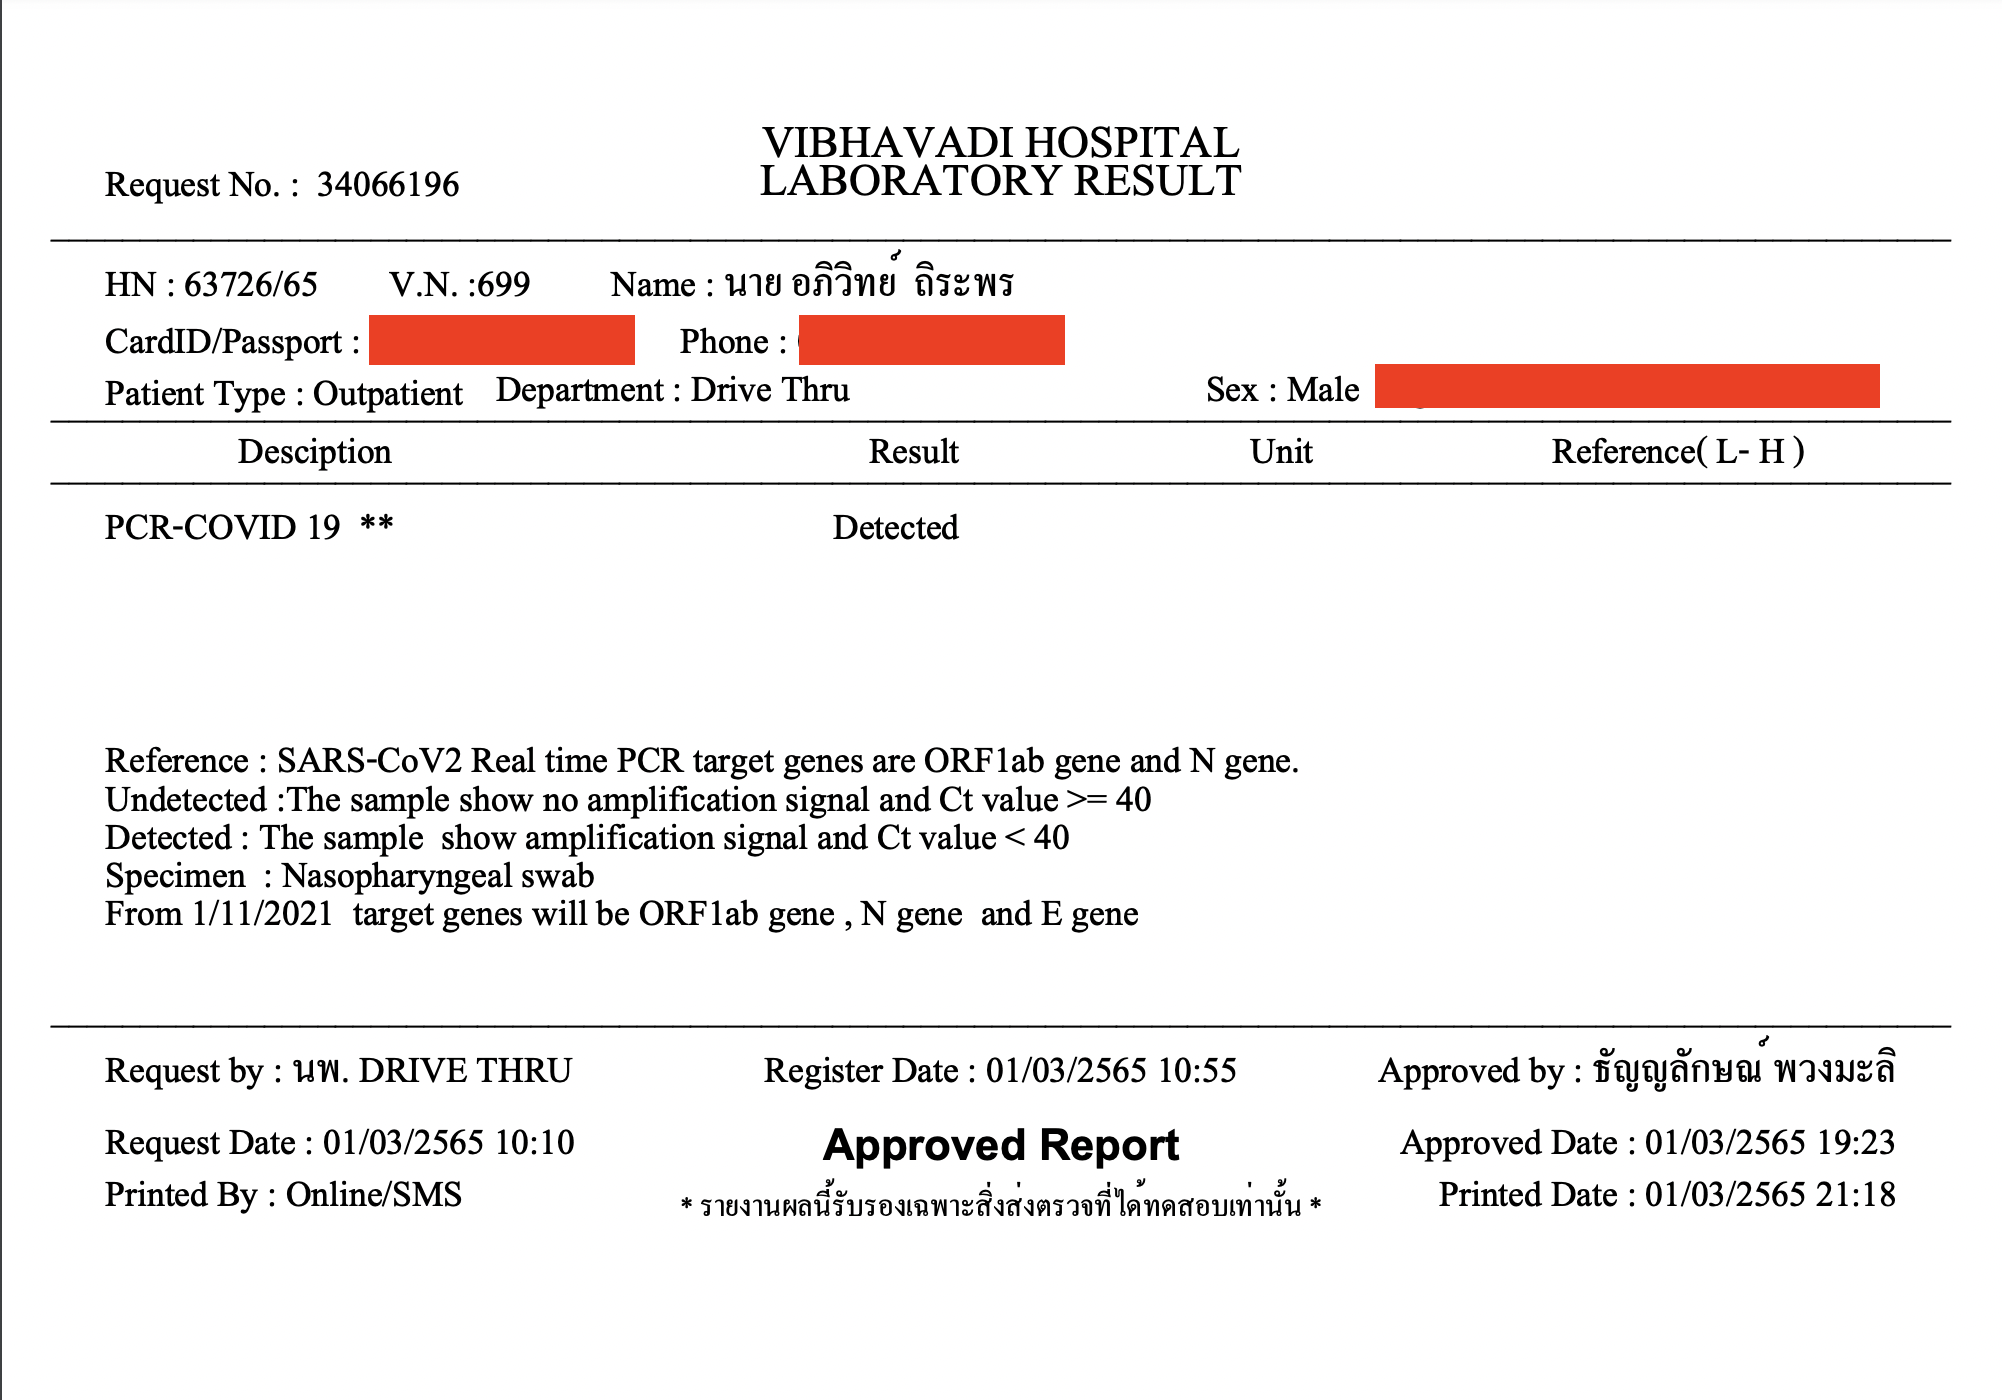 VIBHAVADI HOSPITAL
Request No. : 34066196 LABORATORY RESULT
HN : 63726/65 V.N. :699 Name : นาย อภิวิทย์ ถิระพร
CardID/Passport : Phone :
Patient Type : Outpatient Department : Drive Thru Sex : Male
Desciption Result Unit Reference( L- H )
PCR-COVID 19 ** Detected
Reference : SARS-CoV2 Real time PCR target genes are ORF1ab gene and N gene.
Undetected :The sample show no amplification signal and Ct value >= 40
Detected : The sample show amplification signal and Ct value < 40
Specimen : Nasopharyngeal swab
From 1/11/2021 target genes will be ORF1ab gene , N gene and E gene
Request by : นพ. DRIVE THRU Register Date : 01/03/2565 10:55 Approved by : ธัญญลักษณ์ พวงมะลิ
Request Date : 01/03/2565 10:10 Approved Report Approved Date : 01/03/2565 19:23
Printed By : Online/SMS * รายงานผลนี้รับรองเฉพาะสิ่งส่งตรวจที่ได้ทดสอบเท่านั้น * Printed Date : 01/03/2565 21:18